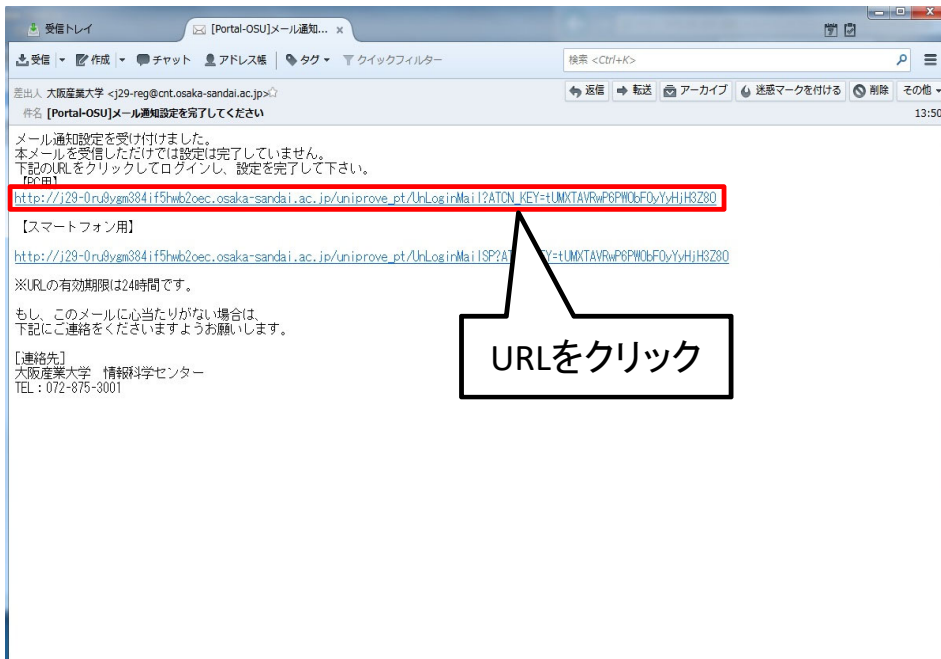 受信トレイ
[Portal-OSU]メール通知... x
受信 作成 チャット アドレス帳 タグ クイックフィルター
検索 <Ctrl+K>
差出人 大阪産業大学 <j29-reg@cnt.osaka-sandai.ac.jp>
返信 転送 アーカイブ 迷惑マークを付ける 削除 その他
件名 [Portal-OSU]メール通知設定を完了してください
13:50
メール通知設定を受け付けました。
本メールを受信しただけでは設定は完了していません。
下記のURLをクリックしてログインし、設定を完了して下さい。
【PC用】
http://j29-0ru9ygm384if5hwb2oec.osaka-sandai.ac.jp/uniprove_pt/UnLoginMail?ATCN_KEY=tUMXTAVRwP6PWObFOyYyHjH3Z8O
【スマートフォン用】
http://j29-0ru9ygm384if5hwb2oec.osaka-sandai.ac.jp/uniprove_pt/UnLoginMailSP?AT Y=tUMXTAVRwP6PWObFOyYyHjH3Z8O
※URLの有効期限は24時間です。
もし、このメールに心当たりがない場合は、
下記にご連絡をくださいますようお願いします。
URLをクリック
[連絡先]
大阪産業大学 情報科学センター
TEL：072-875-3001